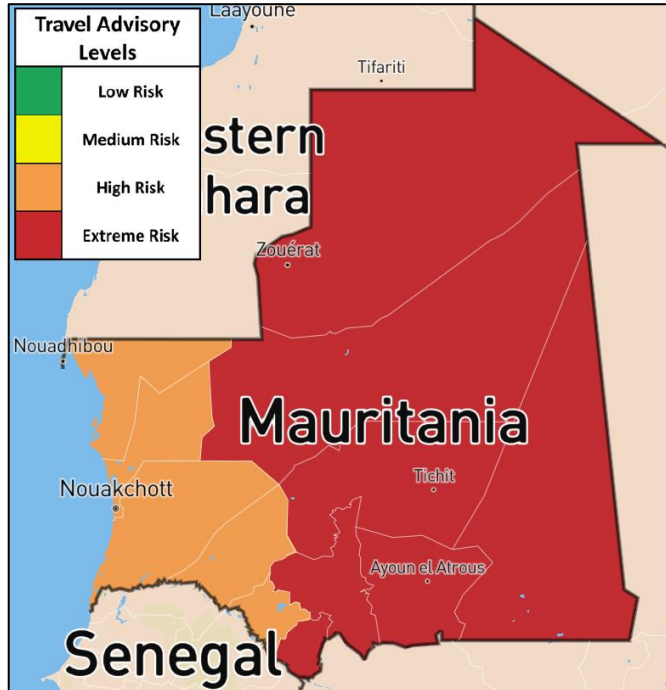 Laayoune
Travel Advisory
Levels
Low Risk
Medium Risk
High Risk
Extreme Risk
Tifariti
stern
hara
Zouérat
Nouadhibou
Mauritania
Nouakchott
Tichit
Ayoun el Atrous
Senegal